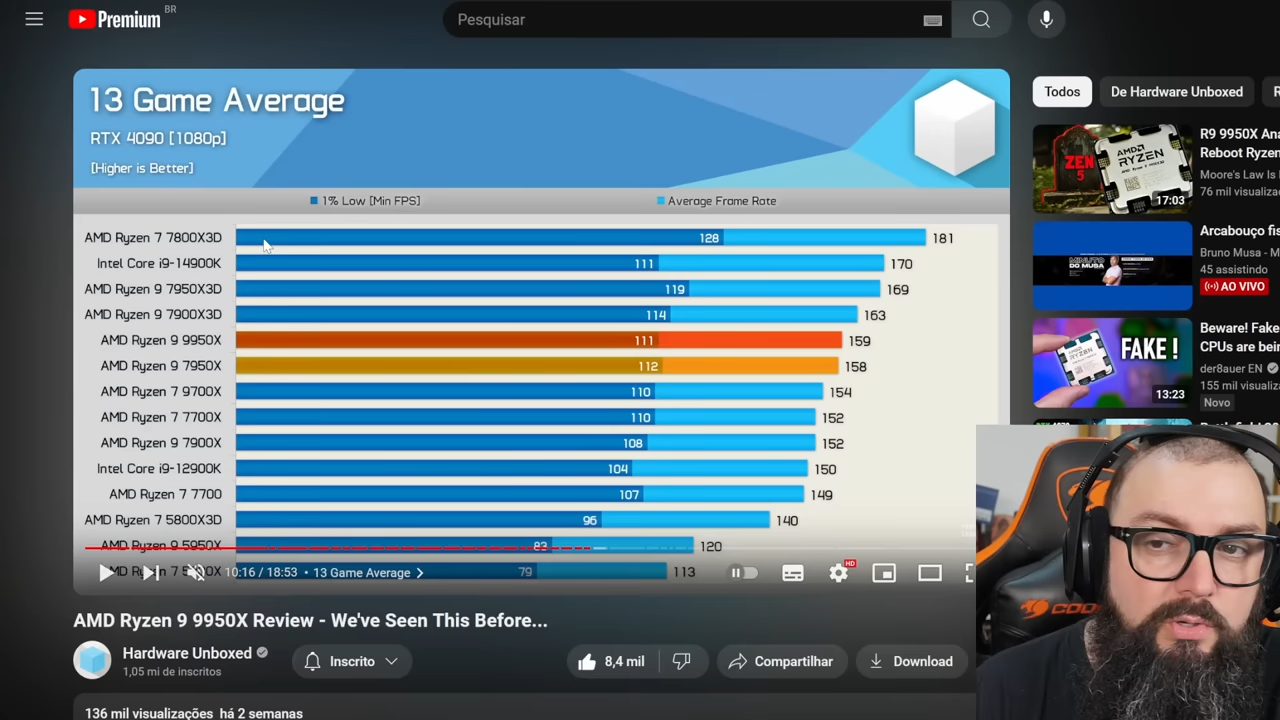 Premium BR
Pesquisar
13 Game Average
RTX 4090 [1080p]
[Higher is Better]
1% Low [Min FPS]
Average Frame Rate
AMD Ryzen 7 7800X3D 128 181
Intel Core i9-14900K 111 170
AMD Ryzen 9 7950X3D 119 169
AMD Ryzen 9 7900X3D 114 163
AMD Ryzen 9 9950X 111 159
AMD Ryzen 9 7950X 112 158
AMD Ryzen 7 9700X 110 154
AMD Ryzen 7 7700X 110 152
AMD Ryzen 9 7900X 108 152
Intel Core i9-12900K 104 150
AMD Ryzen 7 7700 107 149
AMD Ryzen 7 5800X3D 96 140
AMD Ryzen 9 5950X 83 120
79 113
10:16 / 18:53 • 13 Game Average
HD
AMD Ryzen 9 9950X Review - We've Seen This Before...
Hardware Unboxed
1,05 mi de inscritos
Inscrito
8,4 mil
Compartilhar
Download
136 mil visualizações há 2 semanas
Todos
De Hardware Unboxed
ZEN 5
AMD RYZEN
17:03
R9 9950X Ana
Reboot Ryzen
Moore's Law Is
76 mil visualiza
MINUTO DO MUSA
Arcabouço fis
Bruno Musa - M
45 assistindo
AO VIVO
FAKE !
13:23
Beware! Fake
CPUs are bein
der8auer EN
155 mil visualiz
Novo
COU